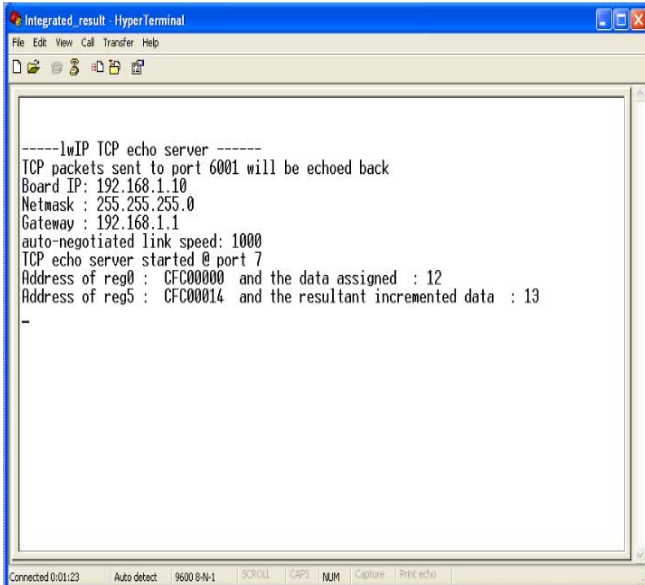 Integrated_result - HyperTerminal
File Edit View Call Transfer Help
-----lwIP TCP echo server ------
TCP packets sent to port 6001 will be echoed back
Board IP: 192.168.1.10
Netmask : 255.255.255.0
Gateway : 192.168.1.1
auto-negotiated link speed: 1000
TCP echo server started @ port 7
Address of reg0 : CFC00000 and the data assigned : 12
Address of reg5 : CFC00014 and the resultant incremented data : 13
Connected 0:01:23 Auto detect 9600 8-N-1 SCROLL CAPS NUM Capture Print echo